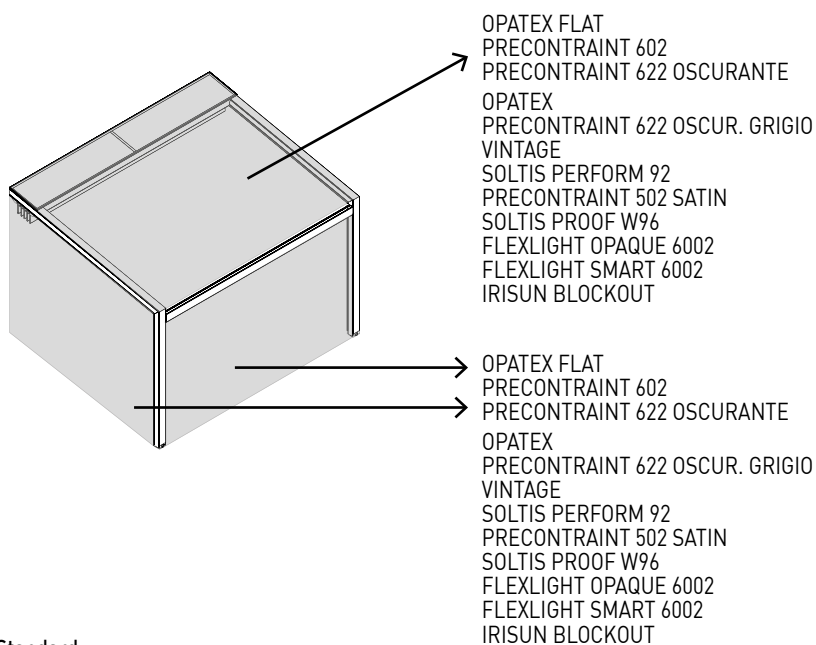 OPATEX FLAT
PRECONTRAINT 602
PRECONTRAINT 622 OSCURANTE
OPATEX
PRECONTRAINT 622 OSCUR. GRIGIO
VINTAGE
SOLTIS PERFORM 92
PRECONTRAINT 502 SATIN
SOLTIS PROOF W96
FLEXLIGHT OPAQUE 6002
FLEXLIGHT SMART 6002
IRISUN BLOCKOUT
OPATEX FLAT
PRECONTRAINT 602
PRECONTRAINT 622 OSCURANTE
OPATEX
PRECONTRAINT 622 OSCUR. GRIGIO
VINTAGE
SOLTIS PERFORM 92
PRECONTRAINT 502 SATIN
SOLTIS PROOF W96
FLEXLIGHT OPAQUE 6002
FLEXLIGHT SMART 6002
IRISUN BLOCKOUT